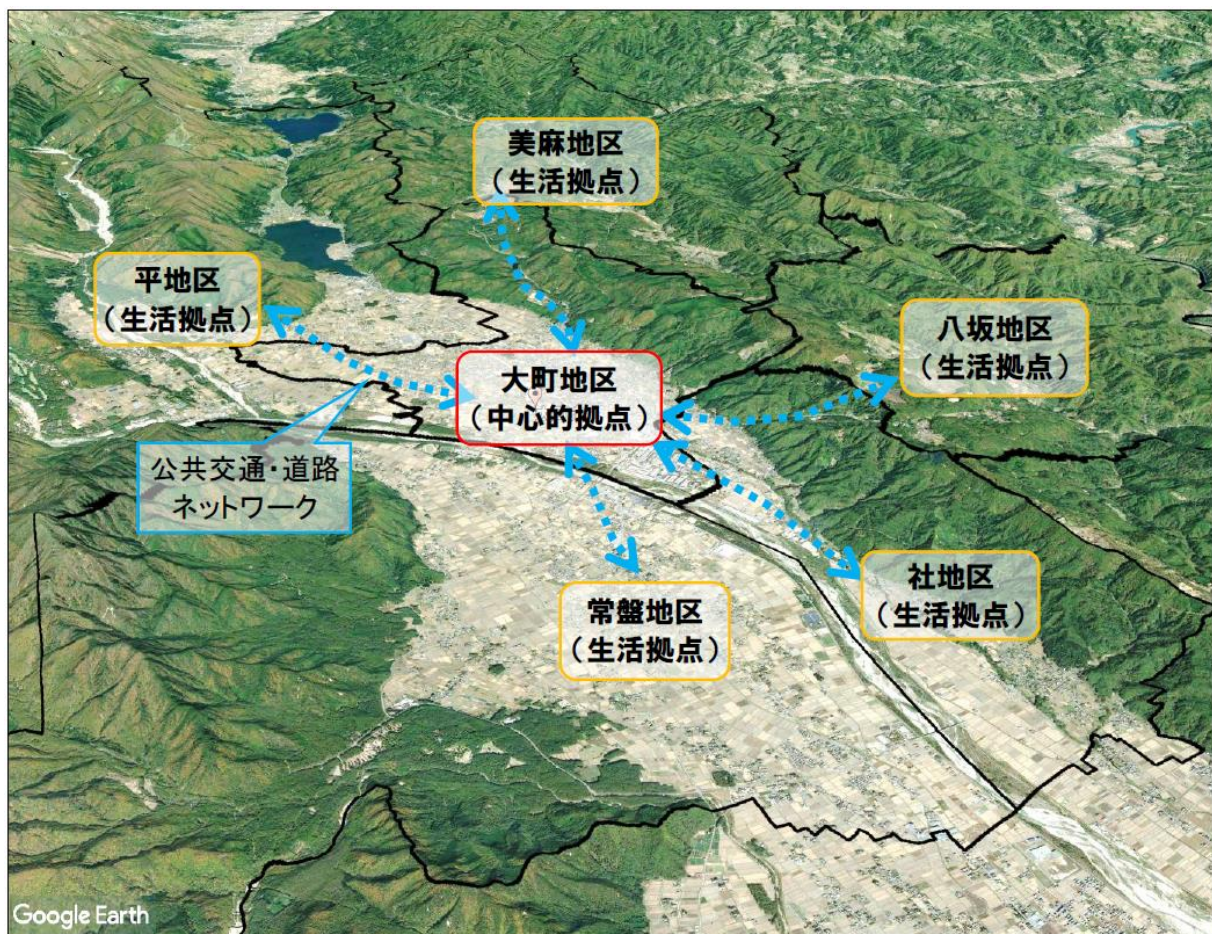 美麻地区
（生活拠点）
平地区
（生活拠点）
八坂地区
（生活拠点）
大町地区
（中心的拠点）
公共交通・道路
ネットワーク
社地区
（生活拠点）
常盤地区
（生活拠点）
Google Earth